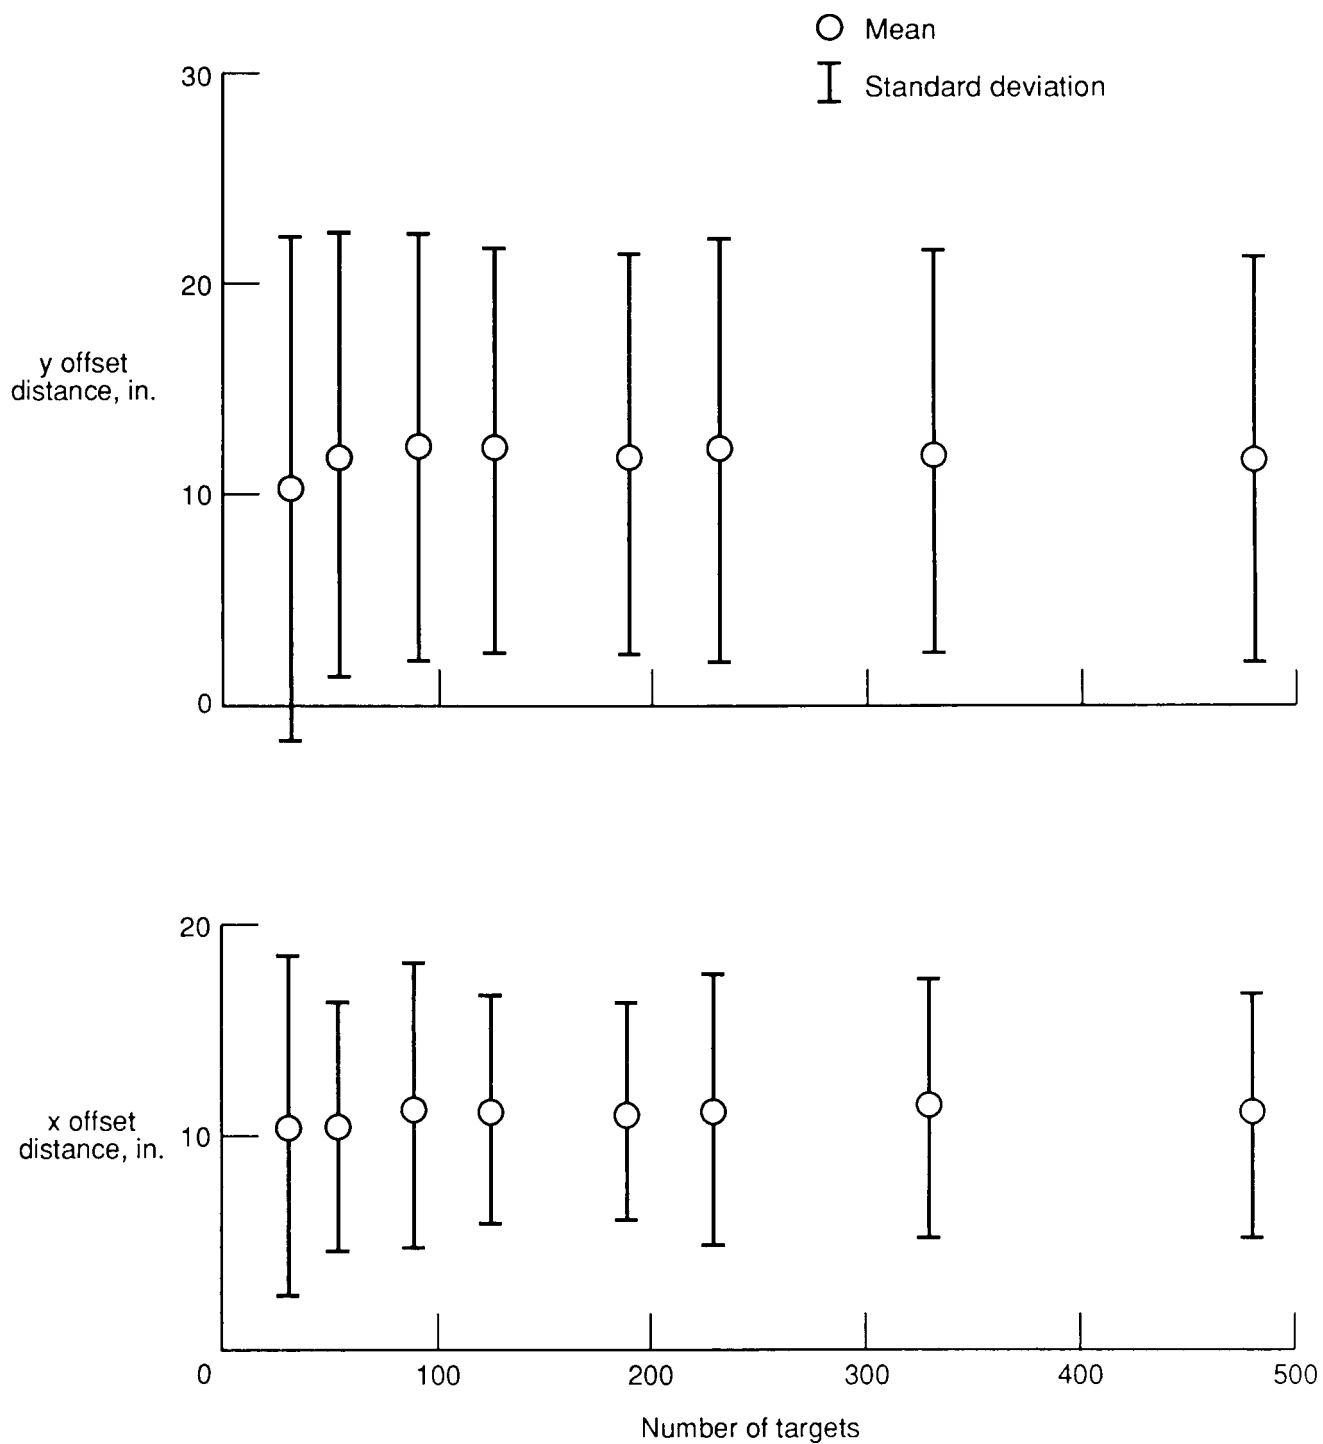 Mean
Standard deviation
30
20
10
0
y offset
distance, in.
20
10
x offset
distance, in.
0
100
200
300
400
500
Number of targets